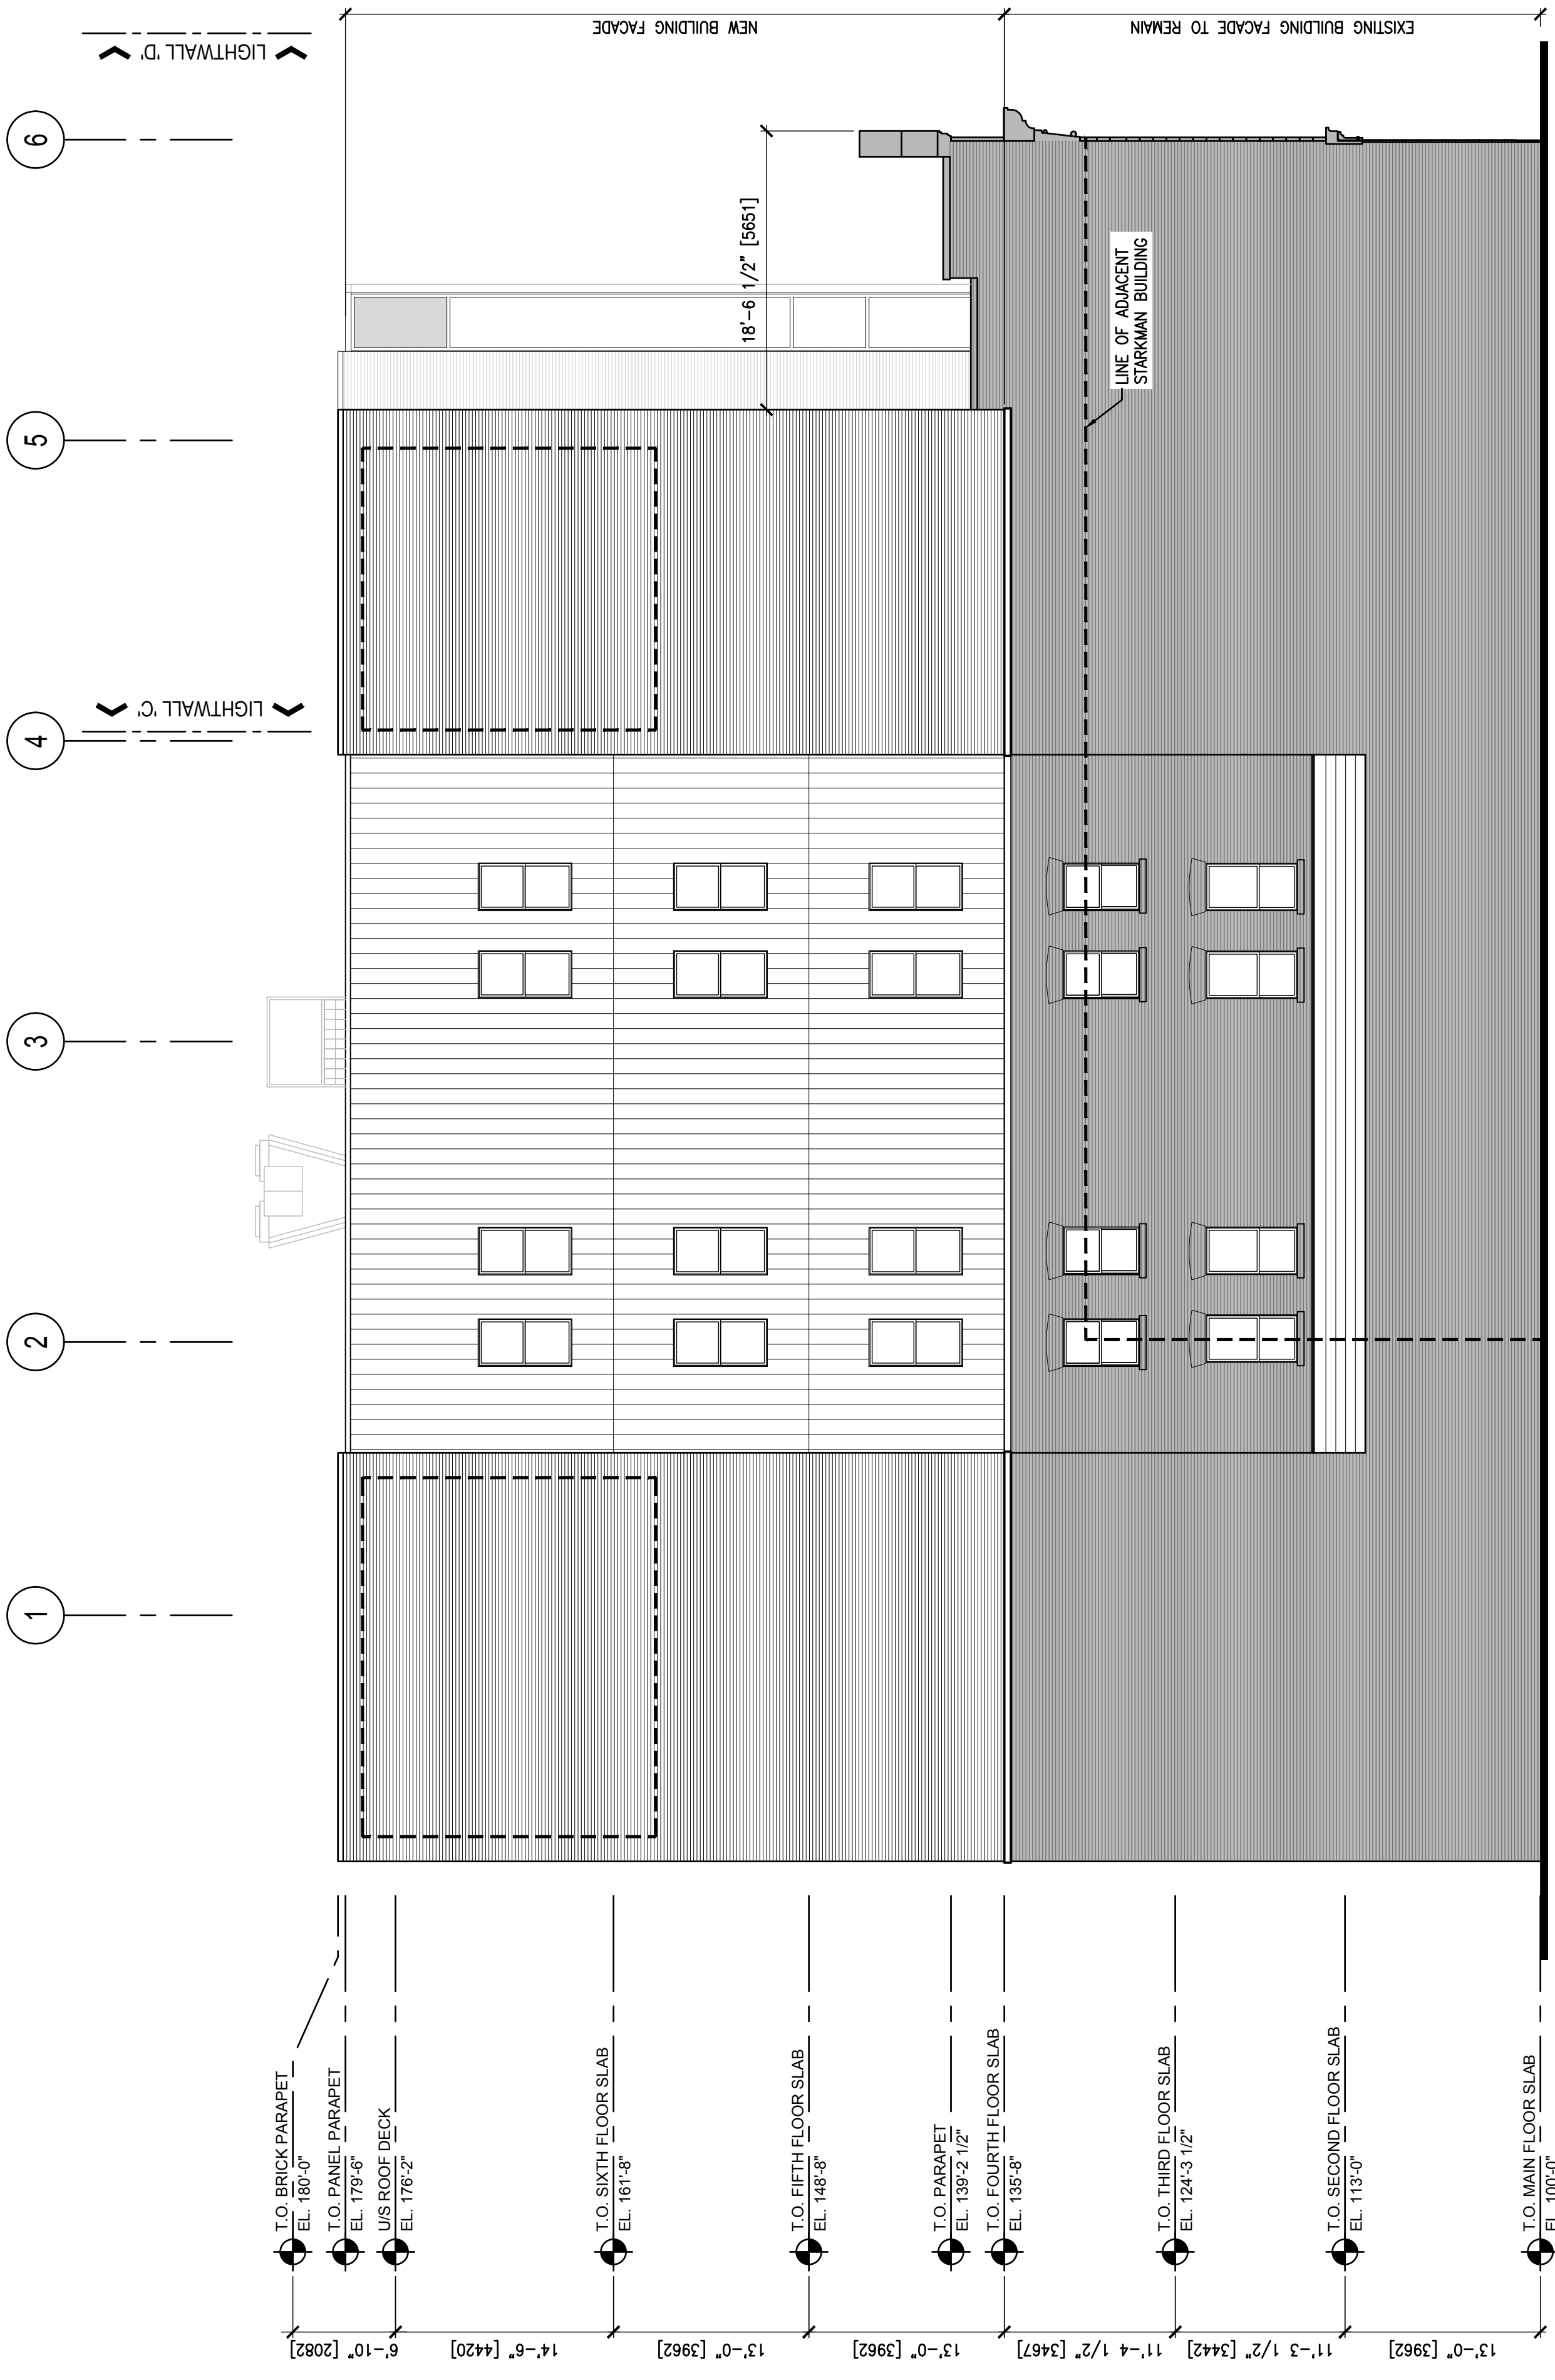 1
2
3
4
5
6
LIGHTWALL 'C'
LIGHTWALL 'D'
T.O. BRICK PARAPET
EL. 180'-0"
T.O. PANEL PARAPET
EL. 179'-6"
U/S ROOF DECK
EL. 176'-2"
T.O. SIXTH FLOOR SLAB
EL. 161'-8"
T.O. FIFTH FLOOR SLAB
EL. 148'-8"
T.O. PARAPET
EL. 139'-2 1/2"
T.O. FOURTH FLOOR SLAB
EL. 135'-8"
T.O. THIRD FLOOR SLAB
EL. 124'-3 1/2"
T.O. SECOND FLOOR SLAB
EL. 113'-0"
T.O. MAIN FLOOR SLAB
EL. 100'-0"
6'-10" [2082]
14'-6" [4420]
13'-0" [3962]
13'-0" [3962]
11'-4 1/2" [3467]
11'-3 1/2" [3442]
13'-0" [3962]
18'-6 1/2" [5651]
LINE OF ADJACENT
STARKMAN BUILDING
NEW BUILDING FACADE
EXISTING BUILDING FACADE TO REMAIN